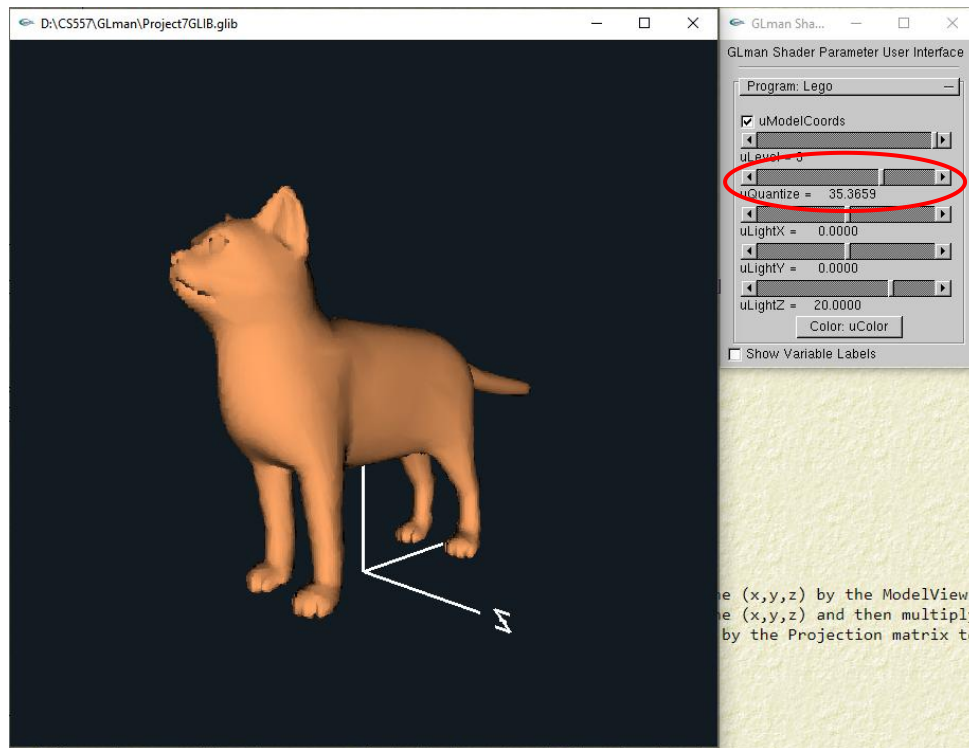 D:\CS557\GLman\Project7GLIB.glib
GLman Sha...
GLman Shader Parameter User Interface
Program: Lego
uModelCoords
uLevel = 3
uQuantize = 35.3659
uLightX = 0.0000
uLightY = 0.0000
uLightZ = 20.0000
Color: uColor
Show Variable Labels
e (x,y,z) by the ModelView
e (x,y,z) and then multipl
by the Projection matrix t